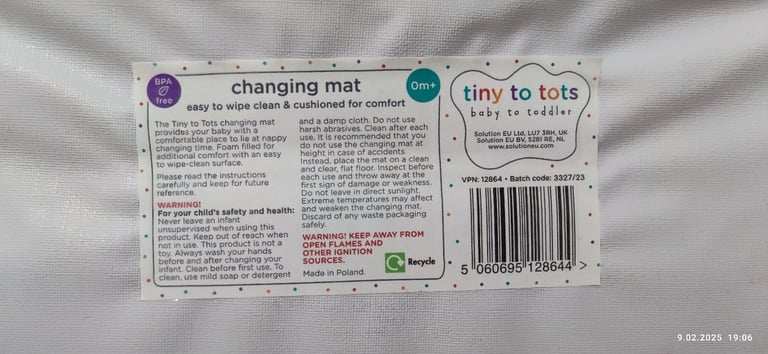 BPA
free
changing mat
0m+
easy to wipe clean & cushioned for comfort
The Tiny to Tots changing mat
provides your baby with a
comfortable place to lie at nappy
changing time. Foam filled for
additional comfort with an easy
to wipe-clean surface.
Please read the instructions
carefully and keep for future
reference.
WARNING!
For your child's safety and health:
Never leave an infant
unsupervised when using this
product. Keep out of reach when
not in use. This product is not a
toy. Always wash your hands
before and after changing your
infant. Clean before first use. To
clean, use mild soap or detergent
and a damp cloth. Do not use
harsh abrasives. Clean after each
use. It is recommended that you
do not use the changing mat at
height in case of accidents.
Instead, place the mat on a clean
and clear, flat floor. Inspect before
each use and throw away at the
first sign of damage or weakness.
Do not leave in direct sunlight.
Extreme temperatures may affect
and weaken the changing mat.
Discard of any waste packaging
safely.
WARNING! KEEP AWAY FROM
OPEN FLAMES AND
OTHER IGNITION
SOURCES.
Made in Poland.
Recycle
tiny to tots
baby to toddler
Solution EU Ltd, LU7 3RH, UK
Solution EU BV, 5281 RE, NL
www.solutioneu.com
VPN: 12864 • Batch code: 3327/23
5 060695 128644 >
9.02.2025 19:06